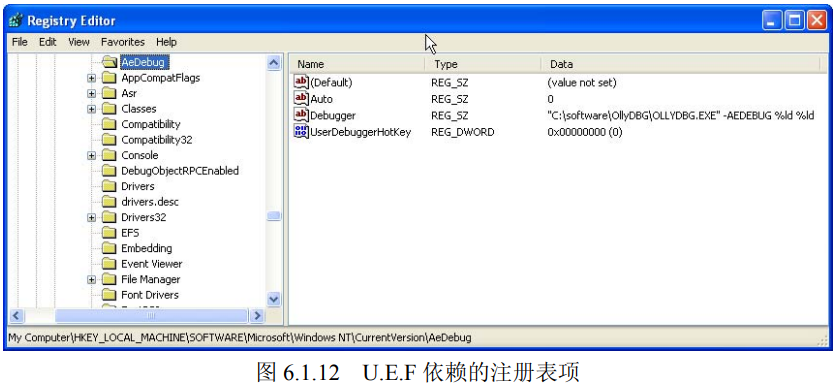 Registry Editor
File Edit View Favorites Help
AeDebug
AppCompatFlags
Asr
Classes
Compatibility
Compatibility32
Console
DebugObjectRPCEnabled
Drivers
drivers.desc
Drivers32
EFS
Embedding
Event Viewer
File Manager
Font Drivers
Name Type Data
(Default) REG_SZ (value not set)
Auto REG_SZ 0
Debugger REG_SZ "C:\software\OllyDBG\OLLYDBG.EXE" -AEDEBUG %ld %ld
UserDebuggerHotKey REG_DWORD 0x00000000 (0)
My Computer\HKEY_LOCAL_MACHINE\SOFTWARE\Microsoft\Windows NT\CurrentVersion\AeDebug
图 6.1.12 U.E.F 依赖的注册表项